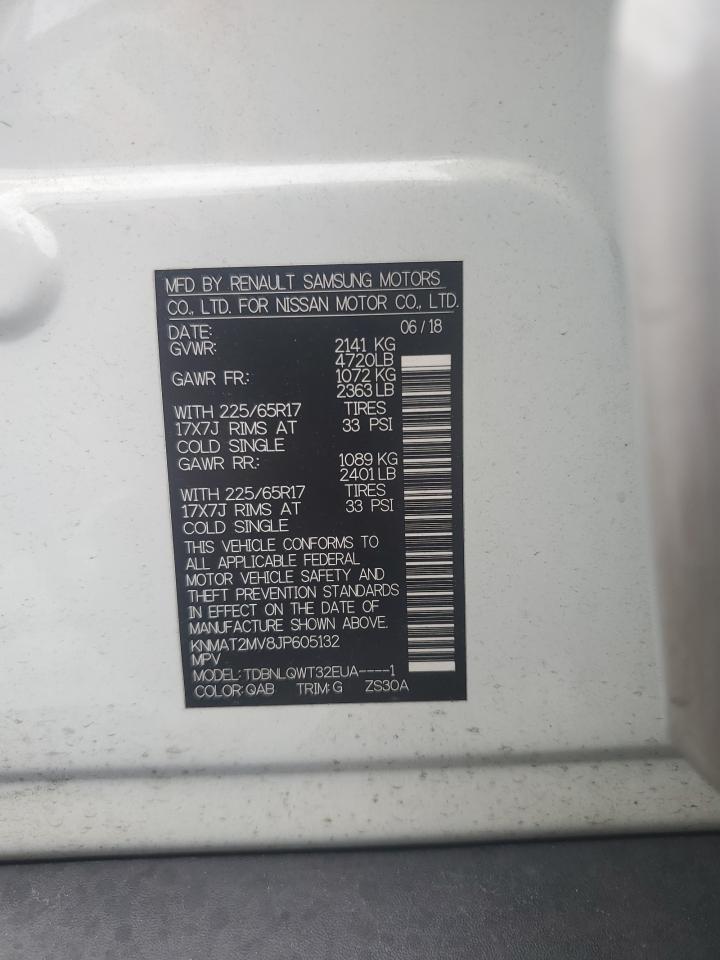 MFD BY RENAULT SAMSUNG MOTORS
CO., LTD. FOR NISSAN MOTOR CO., LTD.
DATE: 06 / 18
GVWR: 2141 KG
4720LB
GAWR FR: 1072 KG
2363 LB
WITH 225/65R17 TIRES
17X7J RIMS AT 33 PSI
COLD SINGLE
GAWR RR.: 1089 KG
2401 LB
WITH 225/65R17 TIRES
17X7J RIMS AT 33 PSI
COLD SINGLE
THIS VEHICLE CONFORMS TO
ALL APPLICABLE FEDERAL
MOTOR VEHICLE SAFETY AND
THEFT PREVENTION STANDARDS
IN EFFECT ON THE DATE OF
MANUFACTURE SHOWN ABOVE.
KNMAT2MV8JP605132
MPV
MODEL: TDBNLQWT32EUA----1
COLOR: QAB TRIM: G ZS30A